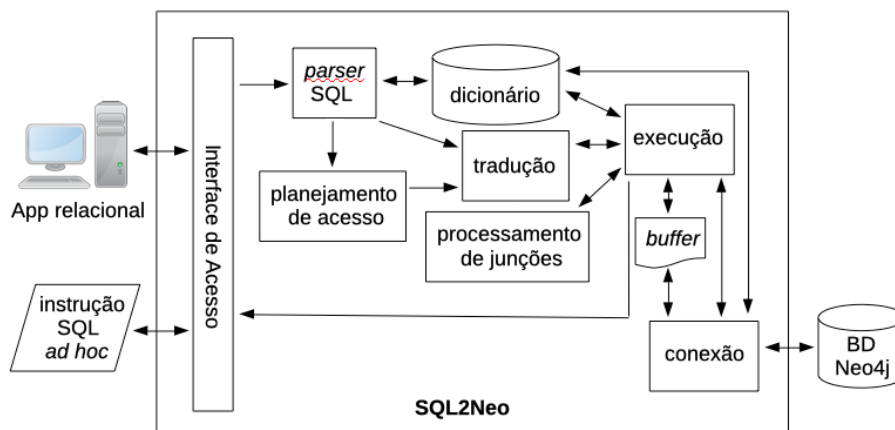 parser
SQL
dicionário
execução
App relacional
Interface de Acesso
planejamento
de acesso
tradução
processamento
de junções
buffer
instrução
SQL
ad hoc
conexão
BD
Neo4j
SQL2Neo